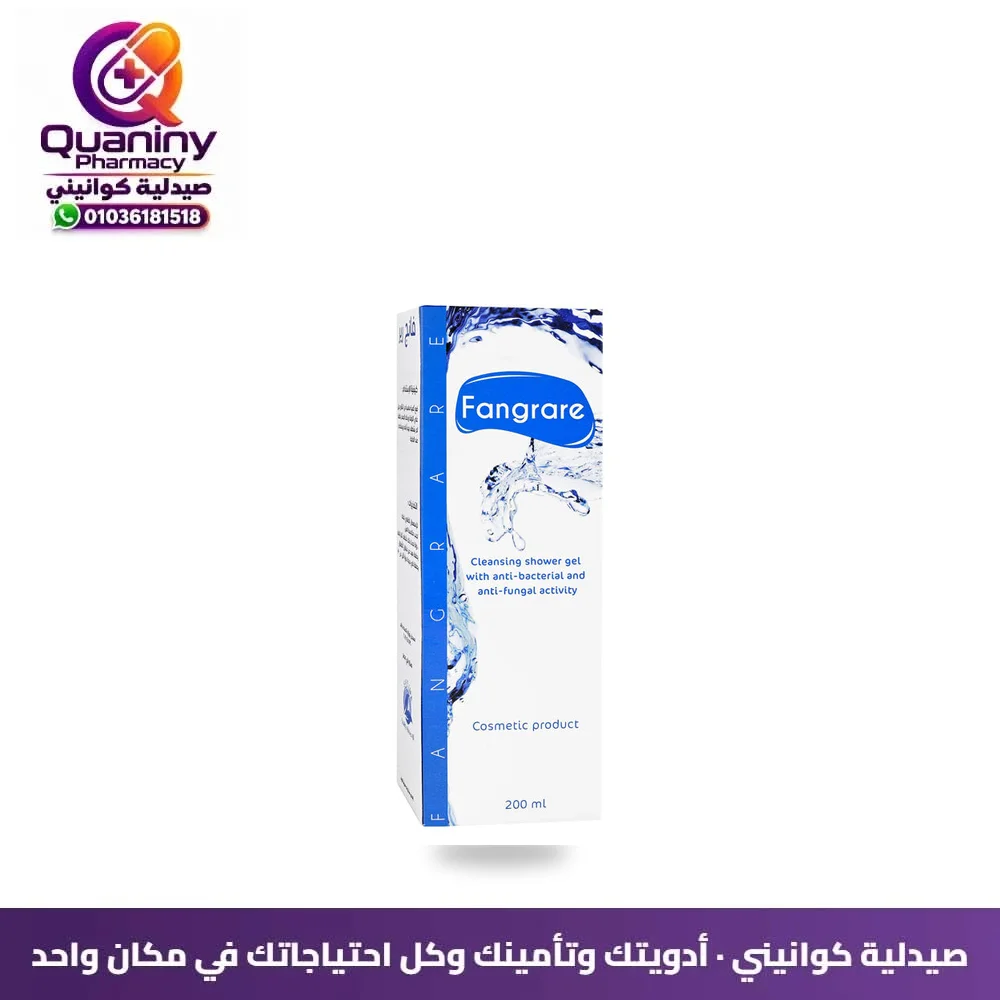 Quaniny
Pharmacy
صيدلية كوانيني
01036181518
FANGRARE
Fangrare
Cleansing shower gel
with anti-bacterial and
anti-fungal activity
Cosmetic product
200 ml
صيدلية كوانيني · أدويتك وتأمينك وكل احتياجاتك في مكان واحد